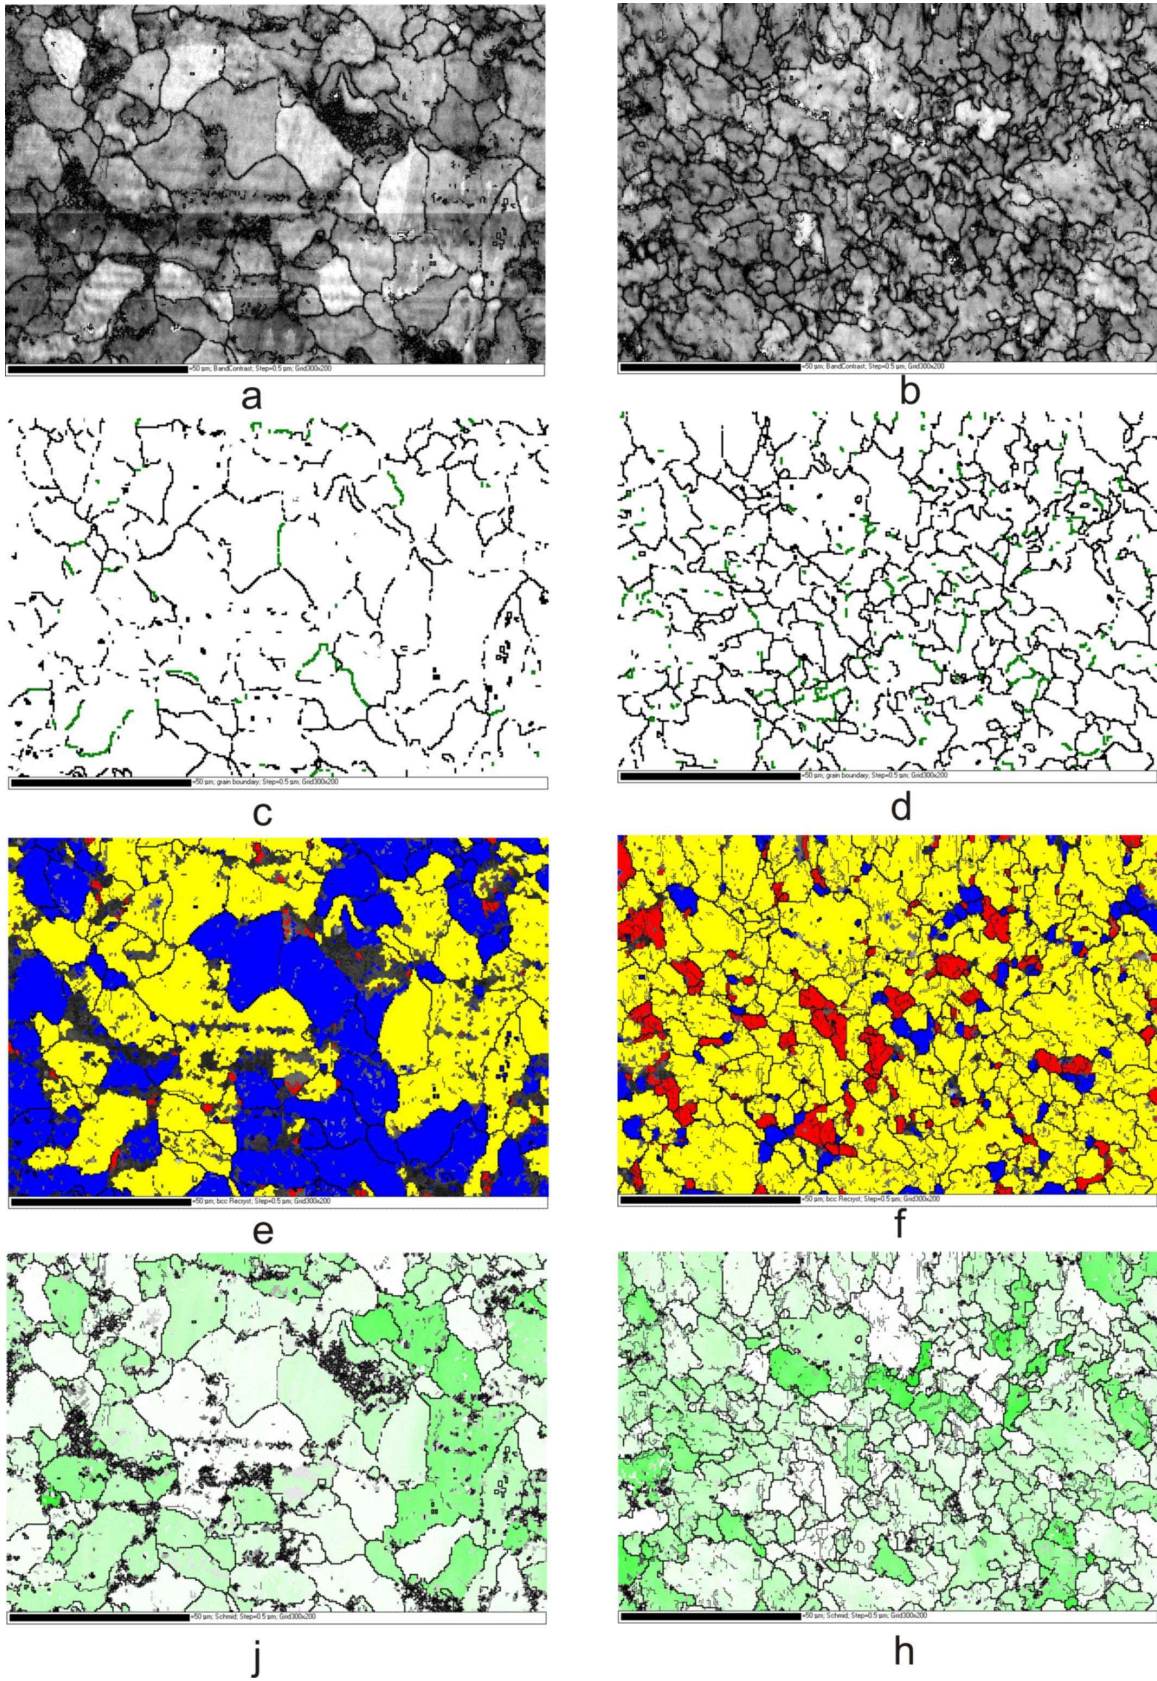 =50 µm; BandContrast; Step=0.5 µm; Grid300x200
=50 µm; BandContrast; Step=0.5 µm; Grid300x200
a
b
=50 µm; grain boundary; Step=0.5 µm; Grid300x200
=50 µm; grain boundary; Step=0.5 µm; Grid300x200
c
d
=50 µm; bcc Recryst; Step=0.5 µm; Grid300x200
=50 µm; bcc Recryst; Step=0.5 µm; Grid300x200
e
f
=50 µm; Schmid; Step=0.5 µm; Grid300x200
=50 µm; Schmid; Step=0.5 µm; Grid300x200
j
h